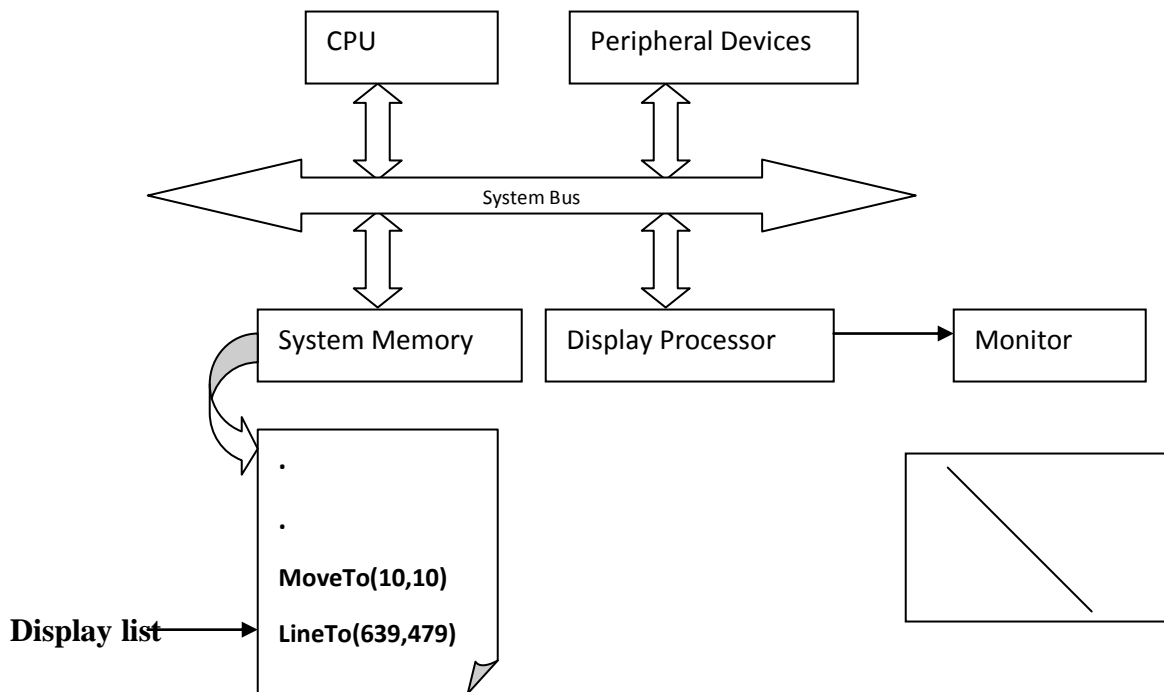 CPU
Peripheral Devices
System Bus
System Memory
Display Processor
Monitor
.
.
MoveTo(10,10)
Display list
LineTo(639,479)